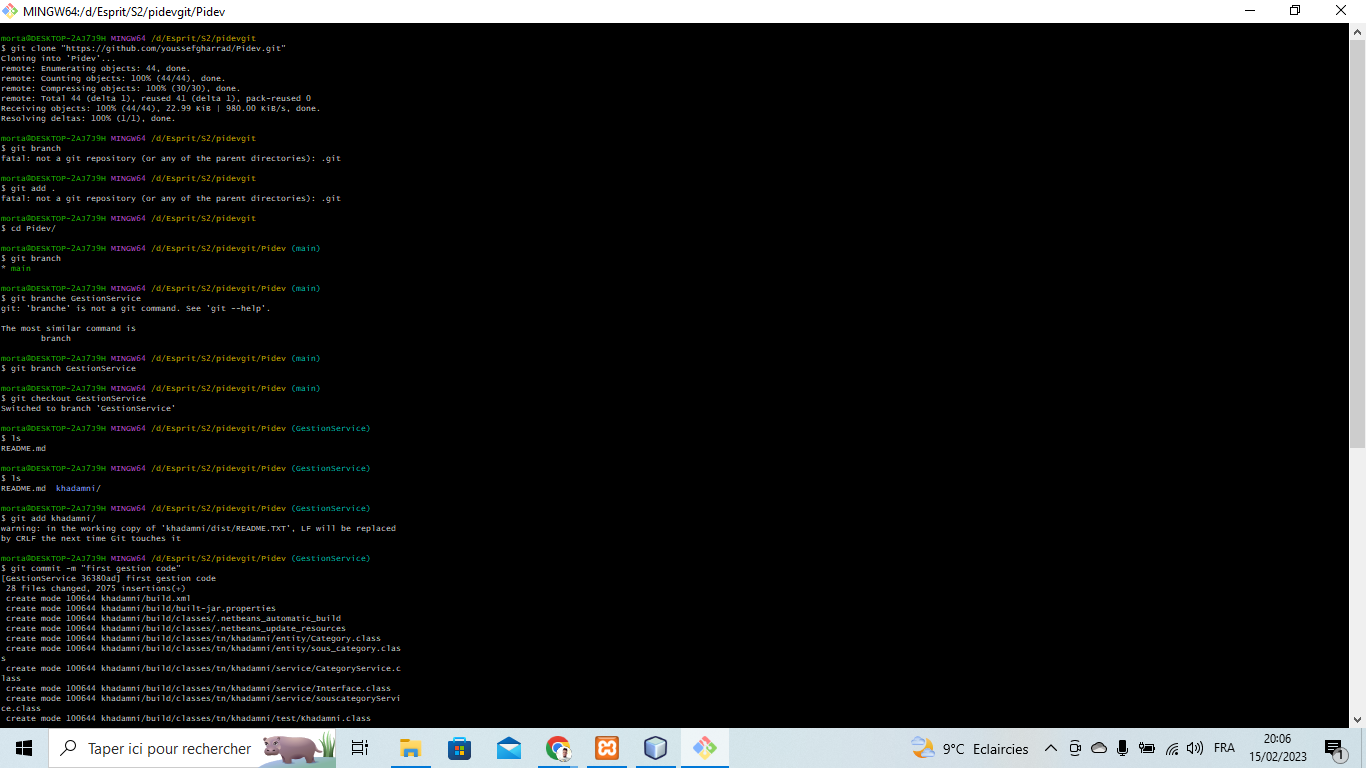 MINGW64:/d/Esprit/S2/pidevgit/Pidev
morta@DESKTOP-2AJ7J9H MINGW64 /d/Esprit/S2/pidevgit
$ git clone "https://github.com/youssefgharrad/Pidev.git"
Cloning into 'Pidev'...
remote: Enumerating objects: 44, done.
remote: Counting objects: 100% (44/44), done.
remote: Compressing objects: 100% (30/30), done.
remote: Total 44 (delta 1), reused 41 (delta 1), pack-reused 0
Receiving objects: 100% (44/44), 22.99 KiB | 980.00 KiB/s, done.
Resolving deltas: 100% (1/1), done.
morta@DESKTOP-2AJ7J9H MINGW64 /d/Esprit/S2/pidevgit
$ git branch
fatal: not a git repository (or any of the parent directories): .git
morta@DESKTOP-2AJ7J9H MINGW64 /d/Esprit/S2/pidevgit
$ git add .
fatal: not a git repository (or any of the parent directories): .git
morta@DESKTOP-2AJ7J9H MINGW64 /d/Esprit/S2/pidevgit
$ cd Pidev/
morta@DESKTOP-2AJ7J9H MINGW64 /d/Esprit/S2/pidevgit/Pidev (main)
$ git branch
* main
morta@DESKTOP-2AJ7J9H MINGW64 /d/Esprit/S2/pidevgit/Pidev (main)
$ git branche GestionService
git: 'branche' is not a git command. See 'git --help'.
The most similar command is
branch
morta@DESKTOP-2AJ7J9H MINGW64 /d/Esprit/S2/pidevgit/Pidev (main)
$ git branch GestionService
morta@DESKTOP-2AJ7J9H MINGW64 /d/Esprit/S2/pidevgit/Pidev (main)
$ git checkout GestionService
Switched to branch 'GestionService'
morta@DESKTOP-2AJ7J9H MINGW64 /d/Esprit/S2/pidevgit/Pidev (GestionService)
$ ls
README.md
morta@DESKTOP-2AJ7J9H MINGW64 /d/Esprit/S2/pidevgit/Pidev (GestionService)
$ ls
README.md  khadamni/
morta@DESKTOP-2AJ7J9H MINGW64 /d/Esprit/S2/pidevgit/Pidev (GestionService)
$ git add khadamni/
warning: in the working copy of 'khadamni/dist/README.TXT', LF will be replaced
by CRLF the next time Git touches it
morta@DESKTOP-2AJ7J9H MINGW64 /d/Esprit/S2/pidevgit/Pidev (GestionService)
$ git commit -m "first gestion code"
[GestionService 36380ad] first gestion code
28 files changed, 2075 insertions(+)
create mode 100644 khadamni/build.xml
create mode 100644 khadamni/build/built-jar.properties
create mode 100644 khadamni/build/classes/.netbeans_automatic_build
create mode 100644 khadamni/build/classes/.netbeans_update_resources
create mode 100644 khadamni/build/classes/tn/khadamni/entity/Category.class
create mode 100644 khadamni/build/classes/tn/khadamni/entity/sous_category.clas
s
create mode 100644 khadamni/build/classes/tn/khadamni/service/CategoryService.c
lass
create mode 100644 khadamni/build/classes/tn/khadamni/service/Interface.class
create mode 100644 khadamni/build/classes/tn/khadamni/service/souscategoryServi
ce.class
create mode 100644 khadamni/build/classes/tn/khadamni/test/Khadamni.class
Taper ici pour rechercher
9°C Eclaircies
FRA
20:06
15/02/2023
1